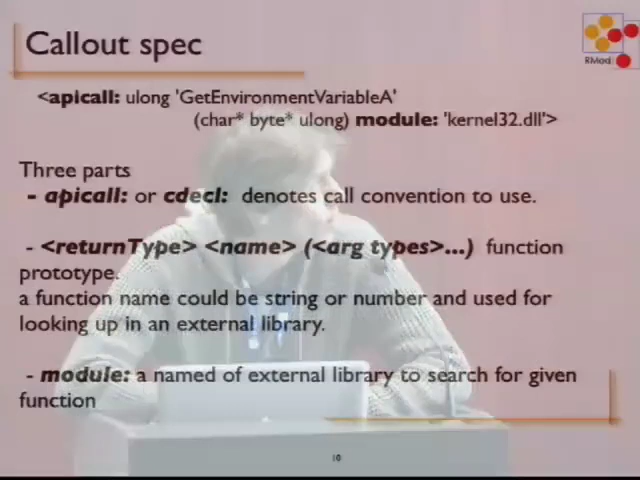 Callout spec
RMod
<apicall: ulong 'GetEnvironmentVariableA'
(char* byte* ulong) module: 'kernel32.dll'>
Three parts
- apicall: or cdecl: denotes call convention to use.
- <returnType> <name> (<arg types>...) function
prototype.
a function name could be string or number and used for
looking up in an external library.
- module: a named of external library to search for given
function
10